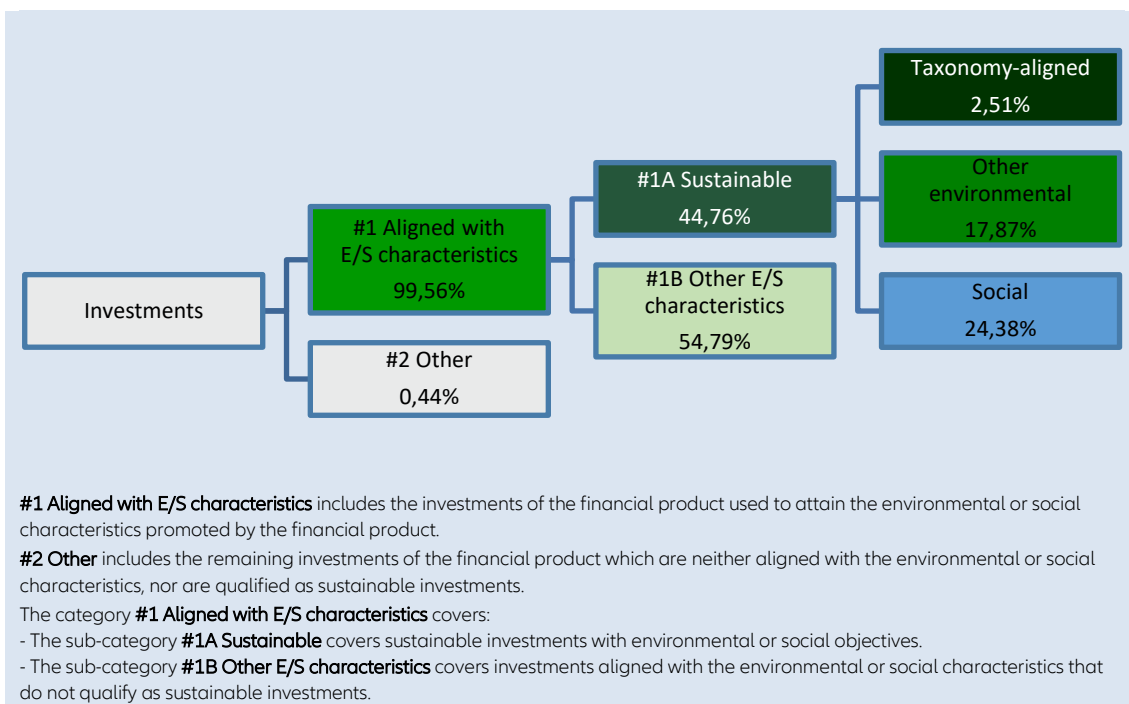 Taxonomy-aligned
2,51%
Other
environmental
17,87%
Social
24,38%
#1A Sustainable
44,76%
#1B Other E/S
characteristics
54,79%
#1 Aligned with
E/S characteristics
99,56%
#2 Other
0,44%
Investments
#1 Aligned with E/S characteristics includes the investments of the financial product used to attain the environmental or social
characteristics promoted by the financial product.
#2 Other includes the remaining investments of the financial product which are neither aligned with the environmental or social
characteristics, nor are qualified as sustainable investments.
The category #1 Aligned with E/S characteristics covers:
- The sub-category #1A Sustainable covers sustainable investments with environmental or social objectives.
- The sub-category #1B Other E/S characteristics covers investments aligned with the environmental or social characteristics that
do not qualify as sustainable investments.